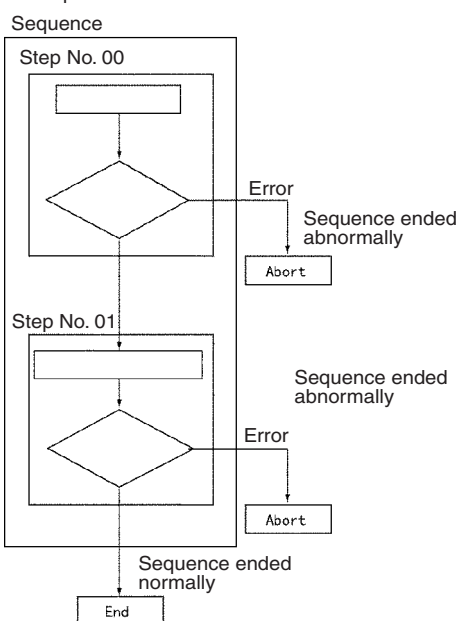 Sequence
Step No. 00
Error
Sequence ended
abnormally
Abort
Step No. 01
Sequence ended
abnormally
Error
Abort
Sequence ended
normally
End